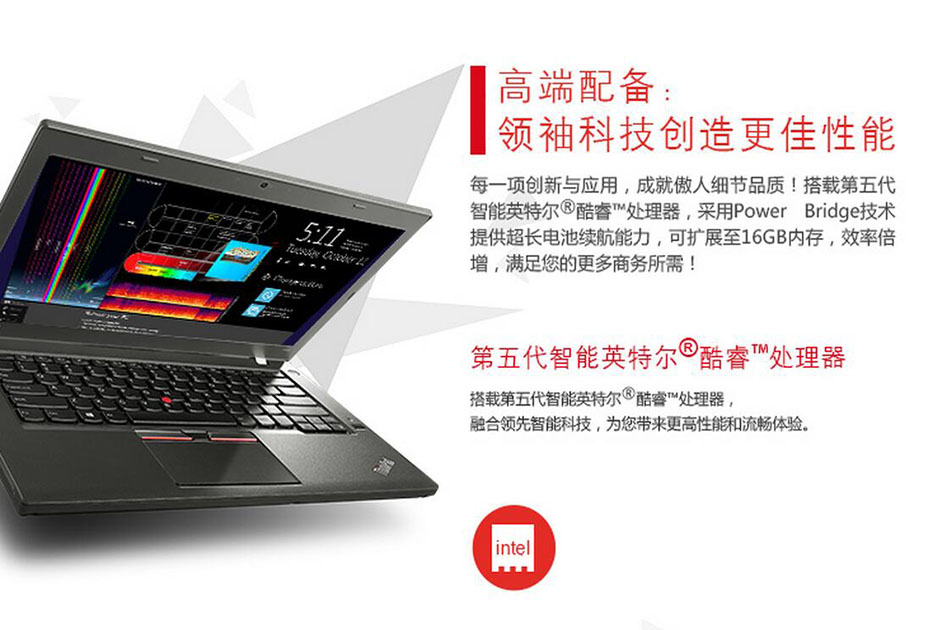 高端配备：
领袖科技创造更佳性能
每一项创新与应用，成就傲人细节品质！搭载第五代
智能英特尔®酷睿™处理器，采用Power Bridge技术
提供超长电池续航能力，可扩展至16GB内存，效率倍
增，满足您的更多商务所需！
5:11
Tuesday, October 11
第五代智能英特尔®酷睿™处理器
搭载第五代智能英特尔®酷睿™处理器，
融合领先智能科技，为您带来更高性能和流畅体验。
ThinkPad
intel